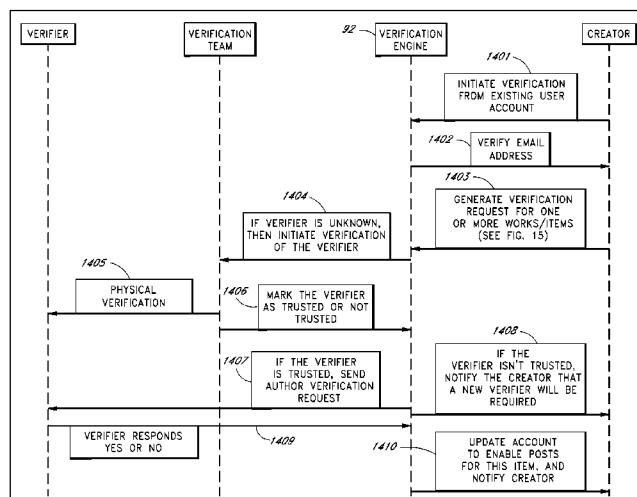 VERIFIER
VERIFICATION
TEAM
92
VERIFICATION
ENGINE
CREATOR
1401
INITIATE VERIFICATION
FROM EXISTING USER
ACCOUNT
1402
VERIFY EMAIL
ADDRESS
1403
GENERATE VERIFICATION
REQUEST FOR ONE
OR MORE WORKS/ITEMS
(SEE FIG. 15)
1404
IF VERIFIER IS UNKNOWN,
THEN INITIATE VERIFICATION
OF THE VERIFIER
1405
PHYSICAL
VERIFICATION
1406
MARK THE VERIFIER
AS TRUSTED OR NOT
TRUSTED
1407
IF THE VERIFIER
IS TRUSTED, SEND
AUTHOR VERIFICATION
REQUEST
1408
IF THE
VERIFIER ISN'T TRUSTED,
NOTIFY THE CREATOR THAT
A NEW VERIFIER WILL BE
REQUIRED
VERIFIER RESPONDS
YES OR NO
1409
1410
UPDATE ACCOUNT
TO ENABLE POSTS
FOR THIS ITEM, AND
NOTIFY CREATOR